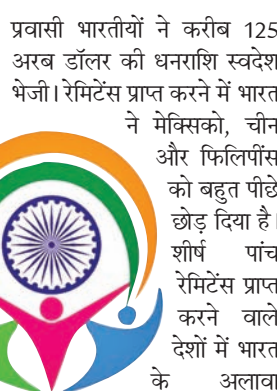 प्रवासी भारतीयों ने करीब 125
अरब डॉलर की धनराशि स्वदेश
भेजी। रेमिटेंस प्राप्त करने में भारत
ने मेक्सिको, चीन
और फिलिपींस
को बहुत पीछे
छोड़ दिया है।
शीर्ष पांच
रेमिटेंस प्राप्त
करने वाले
देशों में भारत
के अलावा